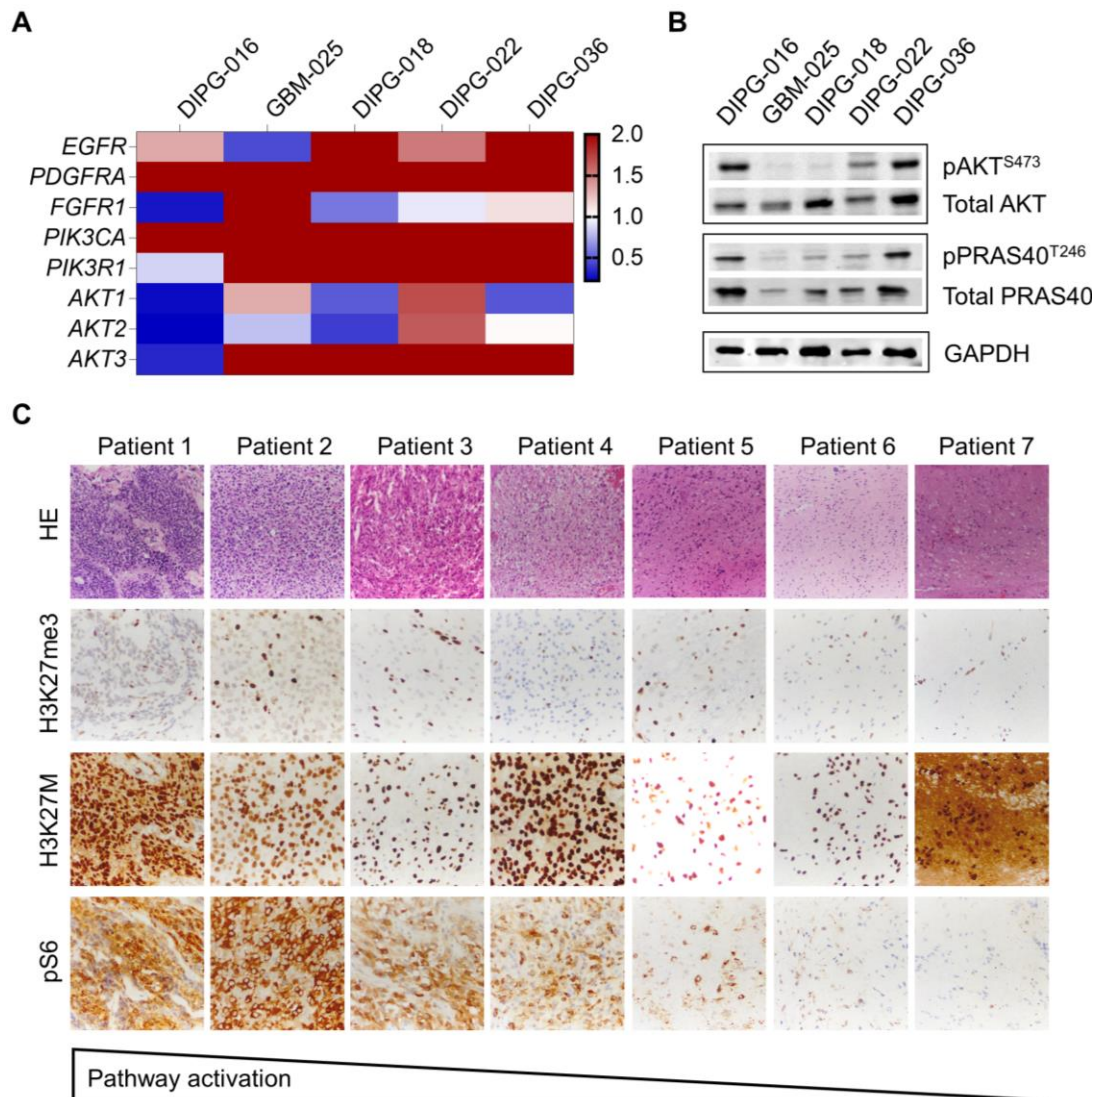 A
DIPG-016 GBM-025 DIPG-018 DIPG-022 DIPG-036
EGFR
PDGFRA
FGFR1
PIK3CA
PIK3R1
AKT1
AKT2
AKT3
2.0
1.5
1.0
0.5
B
DIPG-016 GBM-025 DIPG-018 DIPG-022 DIPG-036
pAKTS473
Total AKT
pPRAS40T246
Total PRAS40
GAPDH
C
Patient 1 Patient 2 Patient 3 Patient 4 Patient 5 Patient 6 Patient 7
HE
H3K27me3
H3K27M
pS6
Pathway activation